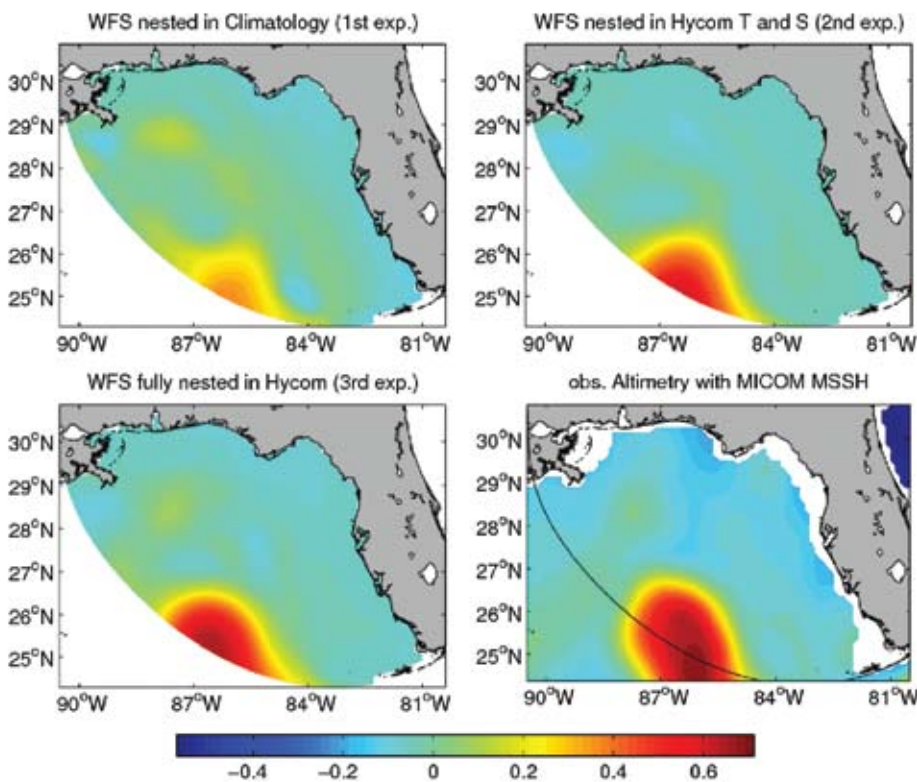 WFS nested in Climatology (1st exp.)
WFS nested in Hycom T and S (2nd exp.)
30°N
29°N
28°N
27°N
26°N
25°N
90°W 87°W 84°W 81°W
30°N
29°N
28°N
27°N
26°N
25°N
90°W 87°W 84°W 81°W
WFS fully nested in Hycom (3rd exp.)
obs. Altimetry with MICOM MSSH
30°N
29°N
28°N
27°N
26°N
25°N
90°W 87°W 84°W 81°W
30°N
29°N
28°N
27°N
26°N
25°N
90°W 87°W 84°W 81°W
−0.4 −0.2 0 0.2 0.4 0.6